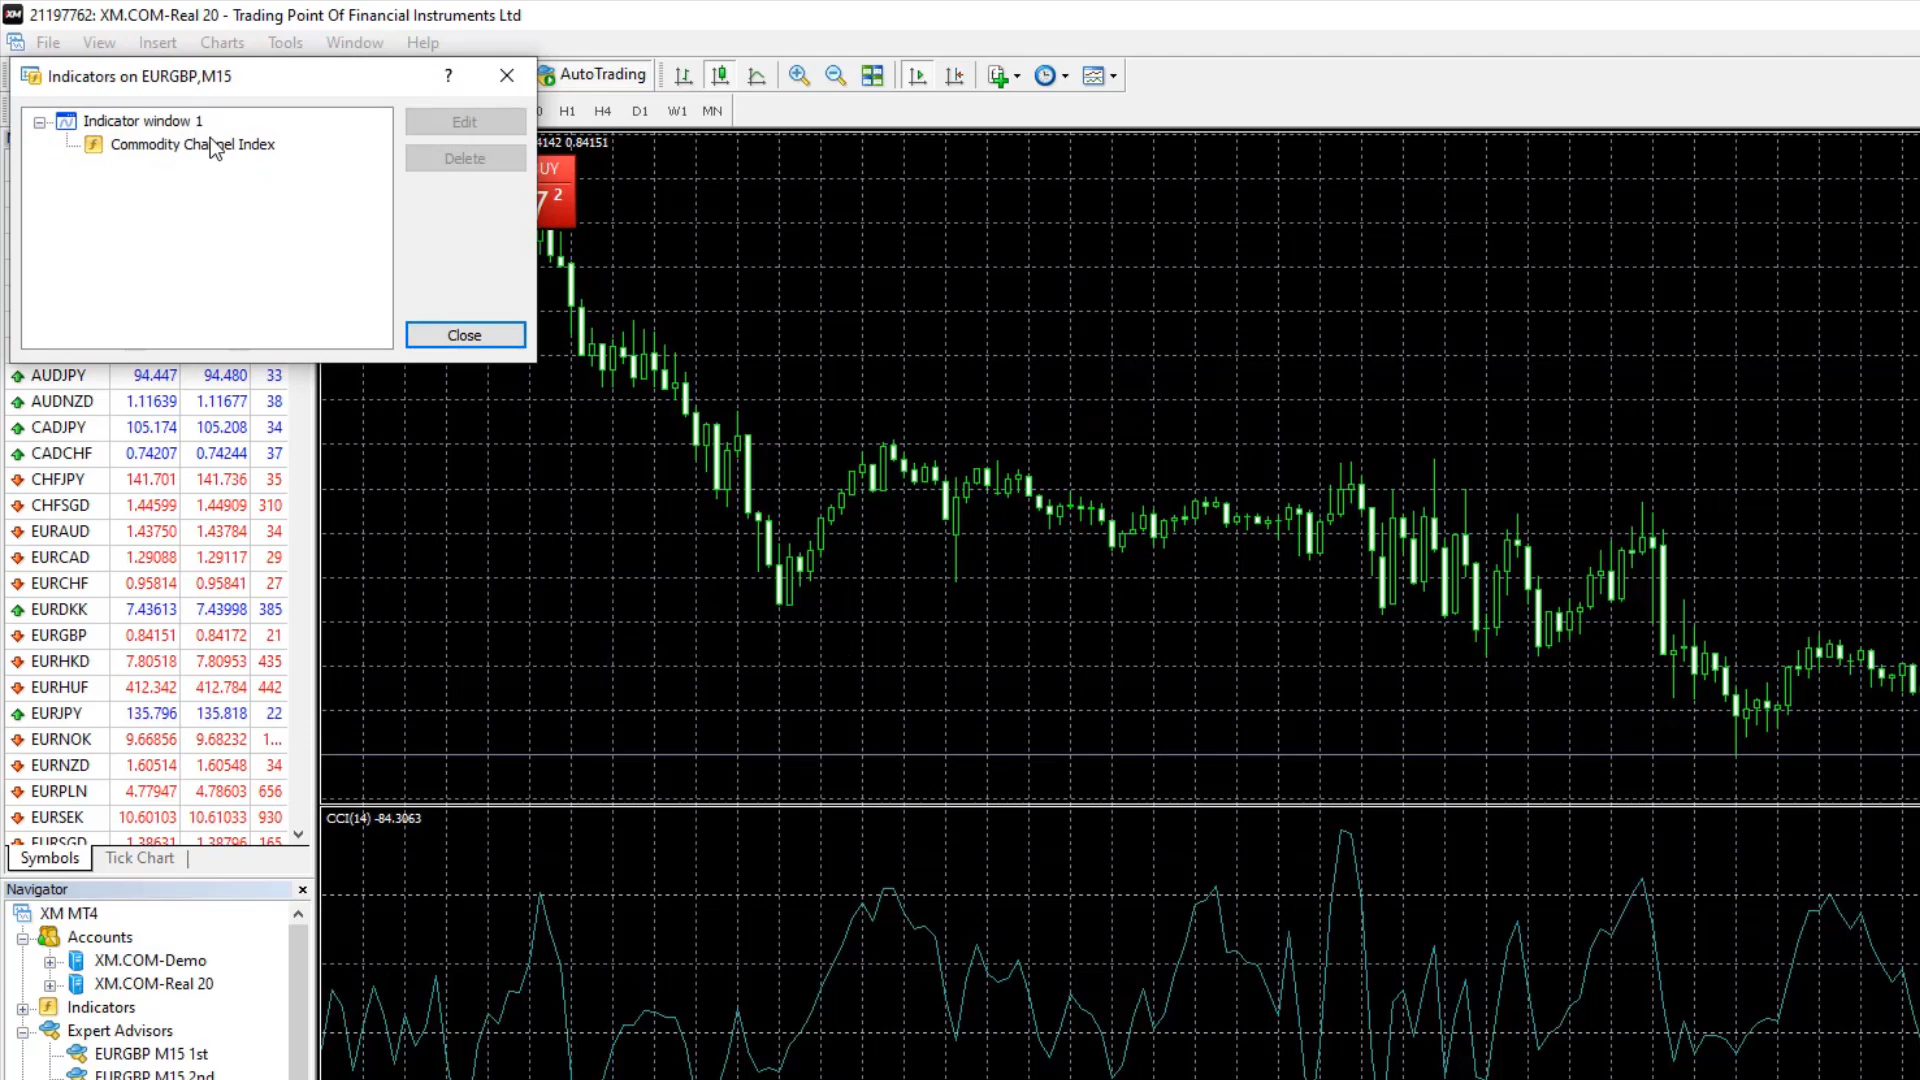 21197762: XM.COM-Real 20 - Trading Point Of Financial Instruments Ltd
File View Insert Charts Tools Window Help
Indicators on EURGBP,M15 ?
AutoTrading
Indicator window 1
Commodity Channel Index
Edit
Delete
Close
H1 H4 D1 W1 MN
4142 0.84151
UY
7 2
AUDJPY 94.447 94.480 33
AUDNZD 1.11639 1.11677 38
CADJPY 105.174 105.208 34
CADCHF 0.74207 0.74244 37
CHFJPY 141.701 141.736 35
CHFSGD 1.44599 1.44909 310
EURAUD 1.43750 1.43784 34
EURCAD 1.29088 1.29117 29
EURCHF 0.95814 0.95841 27
EURDKK 7.43613 7.43998 385
EURGBP 0.84151 0.84172 21
EURHKD 7.80518 7.80953 435
EURHUF 412.342 412.784 442
EURJPY 135.796 135.818 22
EURNOK 9.66856 9.68232 1...
EURNZD 1.60514 1.60548 34
EURPLN 4.77947 4.78603 656
EURSEK 10.60103 10.61033 930
EURSGD 1.38631 1.38796 165
Symbols Tick Chart
CCI(14) -84.3063
Navigator
XM MT4
Accounts
XM.COM-Demo
XM.COM-Real 20
Indicators
Expert Advisors
EURGBP M15 1st
EURGBP M15 2nd